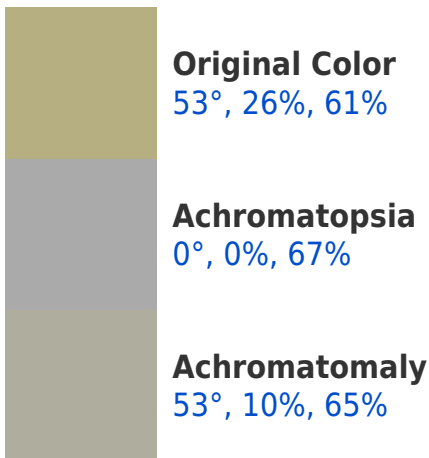 Original Color
53°, 26%, 61%
Achromatopsia
0°, 0%, 67%
Achromatomaly
53°, 10%, 65%